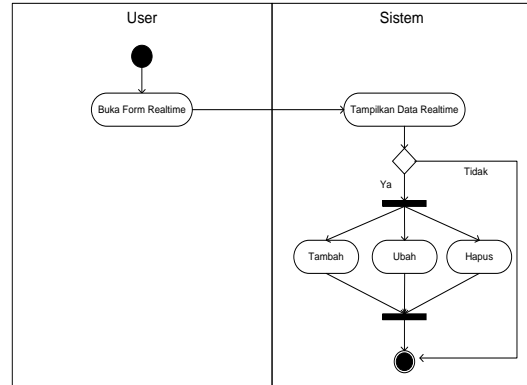 User
Sistem
Buka Form Realtime
Tampilkan Data Realtime
Ya
Tidak
Tambah
Ubah
Hapus